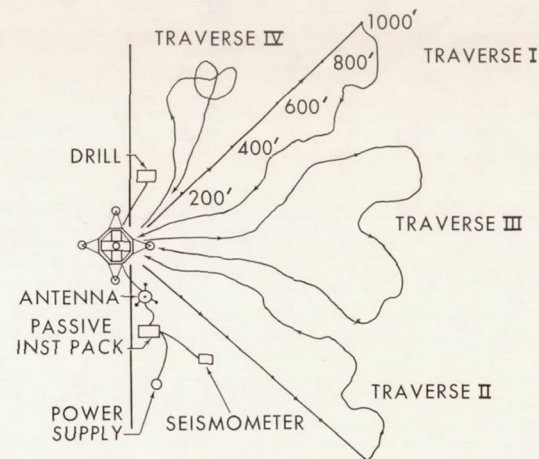 TRAVERSE IV
1000'
800'
TRAVERSE I
600'
400'
DRILL
200'
TRAVERSE III
ANTENNA
PASSIVE
INST PACK
TRAVERSE II
POWER
SUPPLY
SEISMOMETER